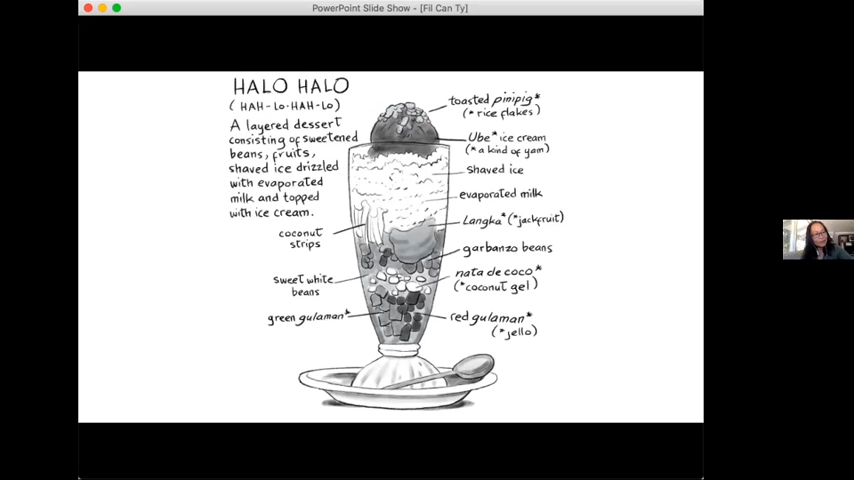 PowerPoint Slide Show - [Fil Can Ty]
HALO HALO
(HAH-LO-HAH-LO)
A layered dessert
consisting of sweetened
beans, fruits,
shaved ice drizzled
with evaporated
milk and topped
with ice cream.
toasted pinipig*
(*rice flakes)
Ube* ice cream
(*a kind of yam)
shaved ice
evaporated milk
Langka* (*jackfruit)
coconut
strips
garbanzo beans
sweet white
beans
nata de coco*
(*coconut gel)
green gulaman*
red gulaman*
(*jello)